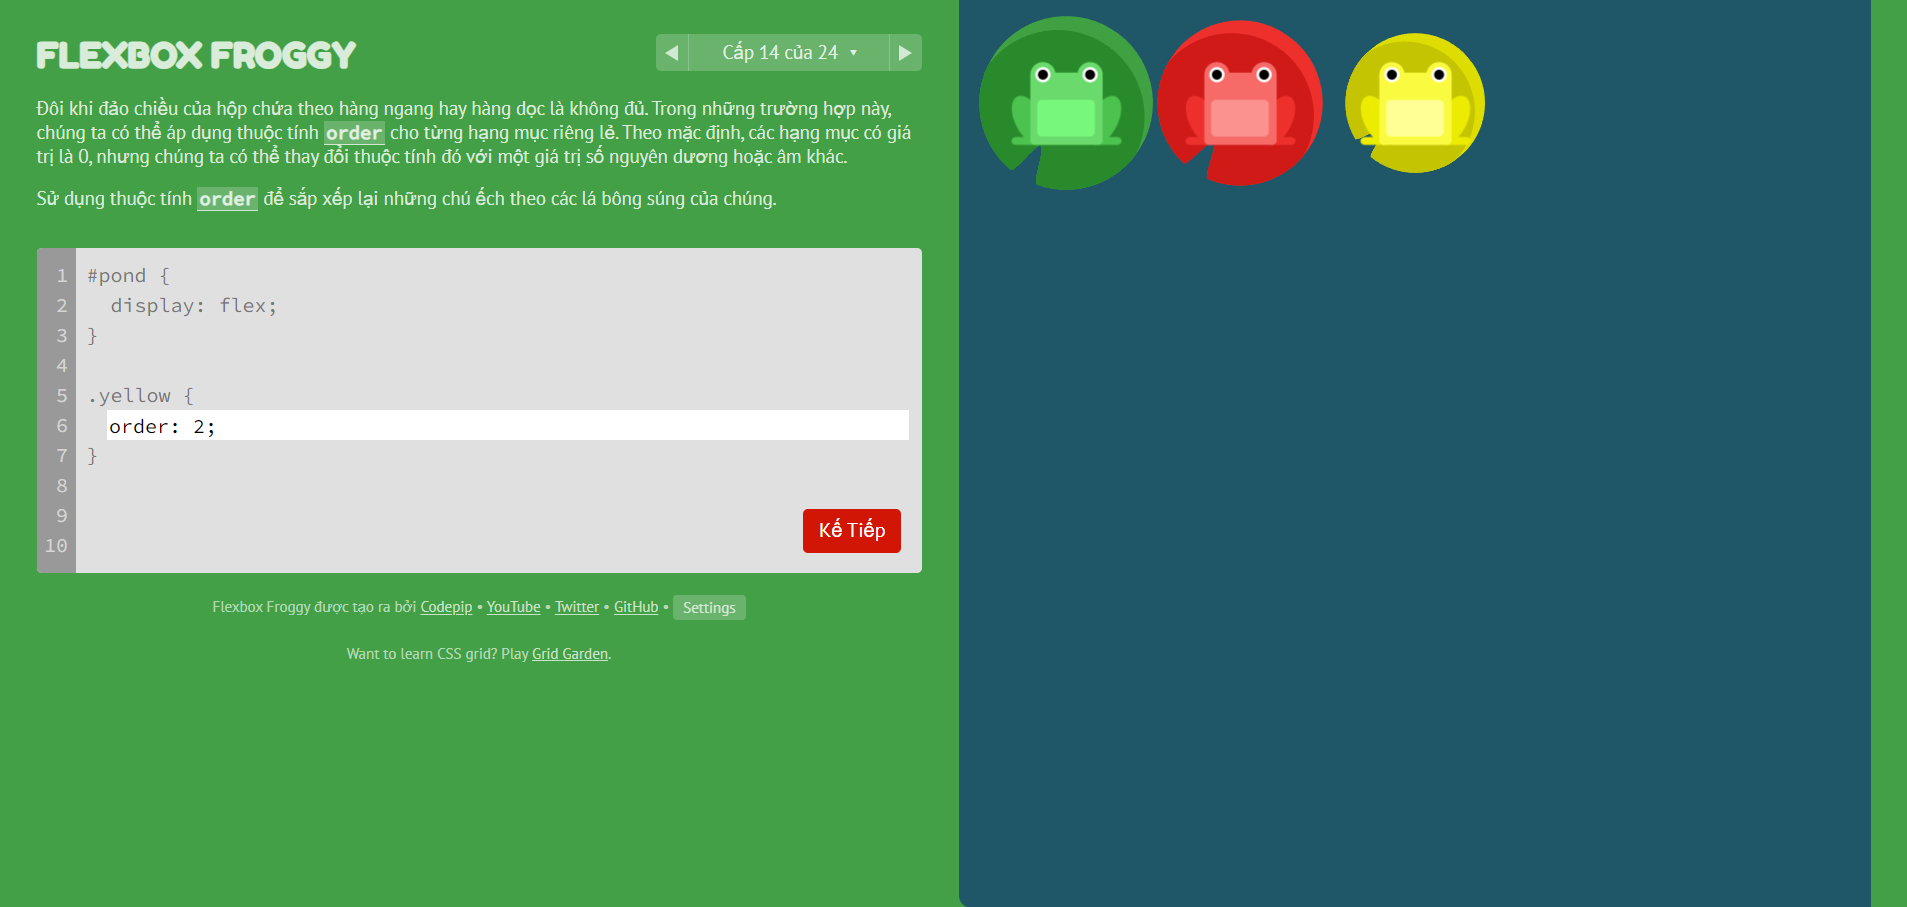 FLEXBOX FROGGY
◀ Cấp 14 của 24 ▼ ▶
Đôi khi đảo chiều của hộp chứa theo hàng ngang hay hàng dọc là không đủ. Trong những trường hợp này,
chúng ta có thể áp dụng thuộc tính order cho từng hạng mục riêng lẻ. Theo mặc định, các hạng mục có giá
trị là 0, nhưng chúng ta có thể thay đổi thuộc tính đó với một giá trị số nguyên dương hoặc âm khác.
Sử dụng thuộc tính order để sắp xếp lại những chú ếch theo các lá bông súng của chúng.
1 #pond {
2 display: flex;
3 }
4
5 .yellow {
6 order: 2;
7 }
8
9
10
Kế Tiếp
Flexbox Froggy được tạo ra bởi Codepip • YouTube • Twitter • GitHub • Settings
Want to learn CSS grid? Play Grid Garden.